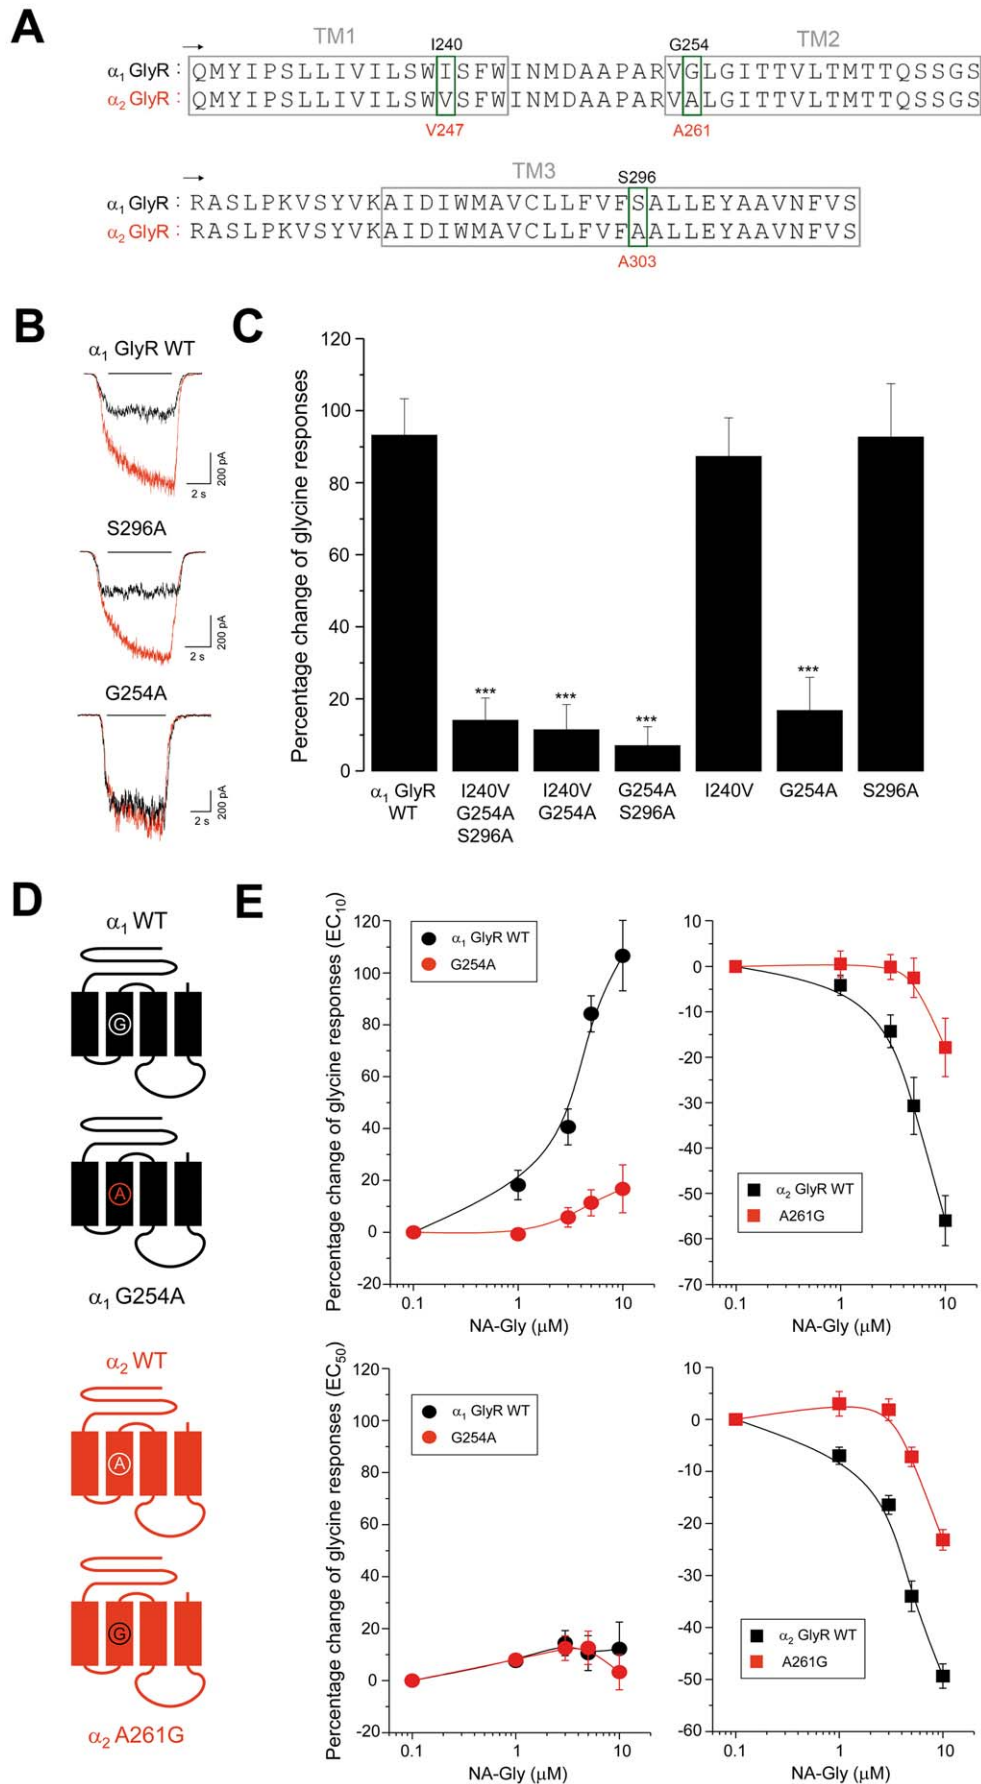 A
TM1
I240
G254
TM2
α1 GlyR : QMYIPSLLIVILSWISFWINMDAAPARVGLGITTVLTMTTQSSGS
α2 GlyR : QMYIPSLLIVILSWVSFWINMDAAPARVALGITTVLTMTTQSSGS
V247
A261
TM3
S296
α1 GlyR : RASLPKVSYVKAIDIWMAVCLLFVFSALLEYAAVNFVS
α2 GlyR : RASLPKVSYVKAIDIWMAVCLLFVFAALLEYAAVNFVS
A303
B
α1 GlyR WT
200 pA
2 s
S296A
200 pA
2 s
G254A
200 pA
2 s
C
Percentage change of glycine responses
120
100
80
60
40
20
0
***
***
***
***
α1 GlyR
WT
I240V
G254A
S296A
I240V
G254A
G254A
S296A
I240V
G254A
S296A
D
α1 WT
G
A
α1 G254A
α2 WT
A
G
α2 A261G
E
Percentage change of glycine responses (EC10)
120
100
80
60
40
20
0
-20
α1 GlyR WT
G254A
0.1
1
10
NA-Gly (μM)
10
0
-10
-20
-30
-40
-50
-60
-70
α2 GlyR WT
A261G
0.1
1
10
NA-Gly (μM)
Percentage change of glycine responses (EC50)
120
100
80
60
40
20
0
-20
α1 GlyR WT
G254A
0.1
1
10
NA-Gly (μM)
10
0
-10
-20
-30
-40
-50
-60
α2 GlyR WT
A261G
0.1
1
10
NA-Gly (μM)